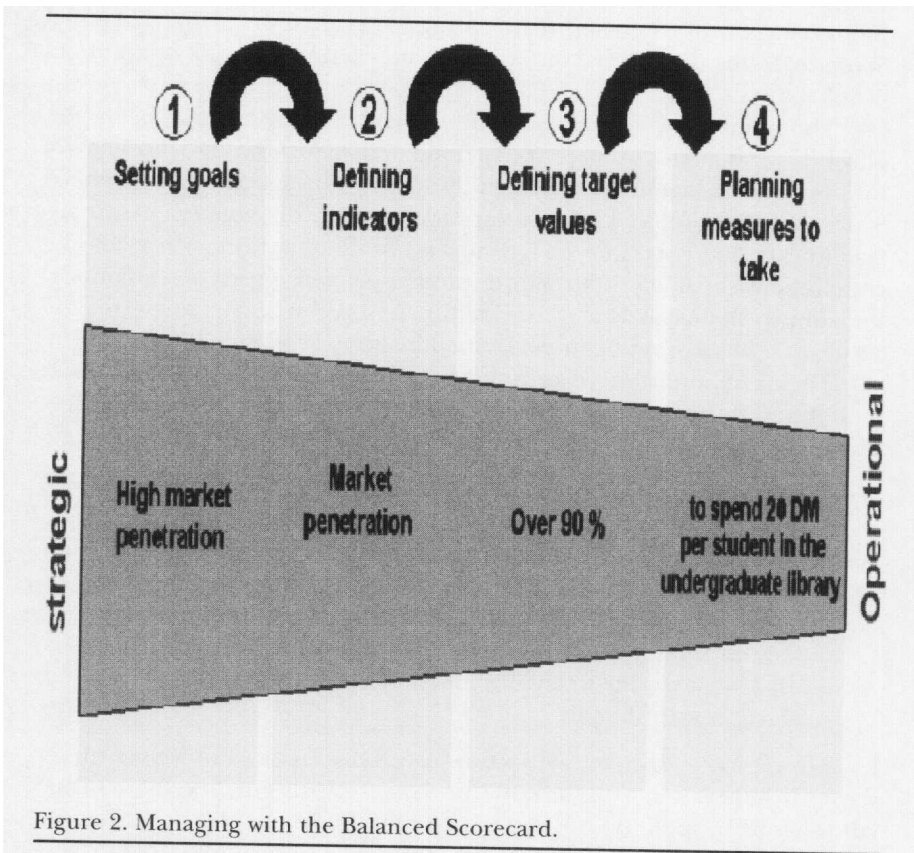 1
2
3
4
Setting goals
Defining
indicators
Defining target
values
Planning
measures to
take
strategic
High market
penetration
Market
penetration
Over 90 %
to spend 20 DM
per student in the
undergraduate library
Operational
Figure 2. Managing with the Balanced Scorecard.